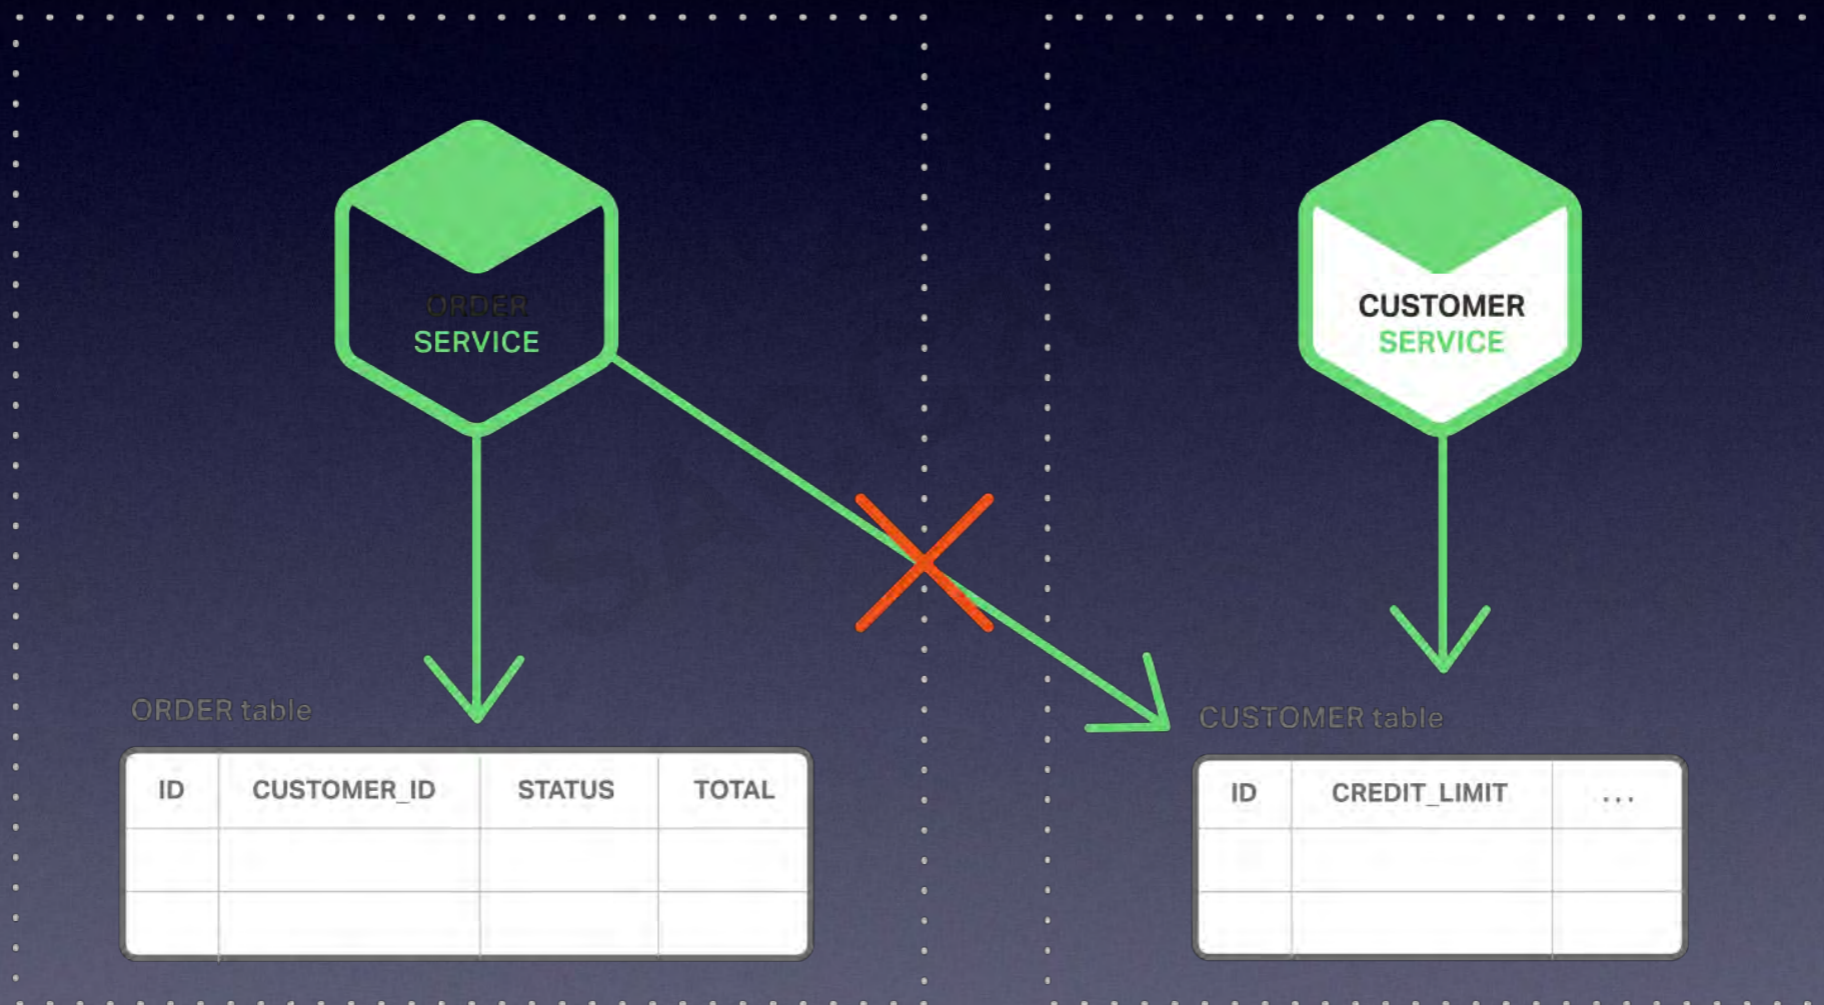 ORDER
SERVICE
CUSTOMER
SERVICE
ORDER table
ID CUSTOMER_ID STATUS TOTAL
CUSTOMER table
ID CREDIT_LIMIT ...